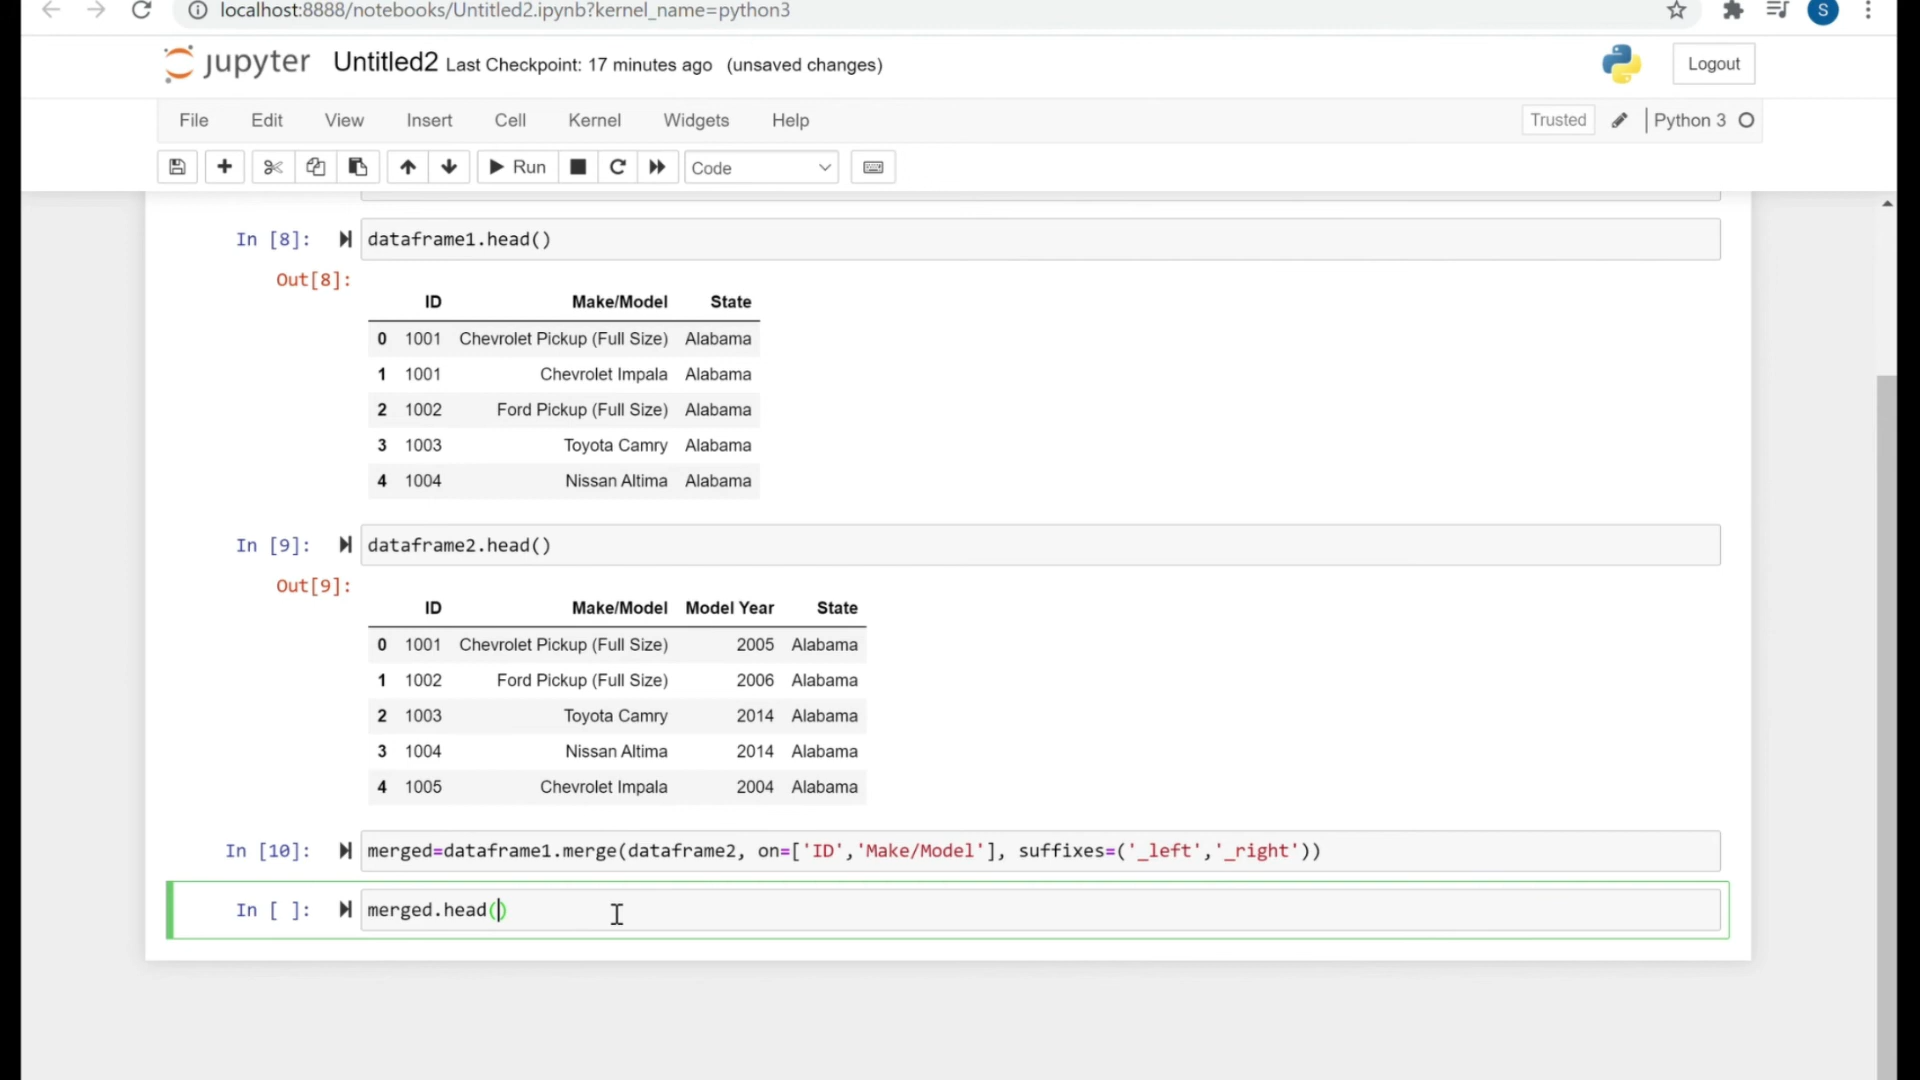 localhost:8888/notebooks/Untitled2.ipynb?kernel_name=python3 S
jupyter Untitled2 Last Checkpoint: 17 minutes ago (unsaved changes) Logout
File Edit View Insert Cell Kernel Widgets Help Trusted Python 3
Run Code
In [8]: dataframe1.head()
Out[8]:
ID Make/Model State
0 1001 Chevrolet Pickup (Full Size) Alabama
1 1001 Chevrolet Impala Alabama
2 1002 Ford Pickup (Full Size) Alabama
3 1003 Toyota Camry Alabama
4 1004 Nissan Altima Alabama
In [9]: dataframe2.head()
Out[9]:
ID Make/Model Model Year State
0 1001 Chevrolet Pickup (Full Size) 2005 Alabama
1 1002 Ford Pickup (Full Size) 2006 Alabama
2 1003 Toyota Camry 2014 Alabama
3 1004 Nissan Altima 2014 Alabama
4 1005 Chevrolet Impala 2004 Alabama
In [10]: merged=dataframe1.merge(dataframe2, on=['ID','Make/Model'], suffixes=('_left','_right'))
In [ ]: merged.head()